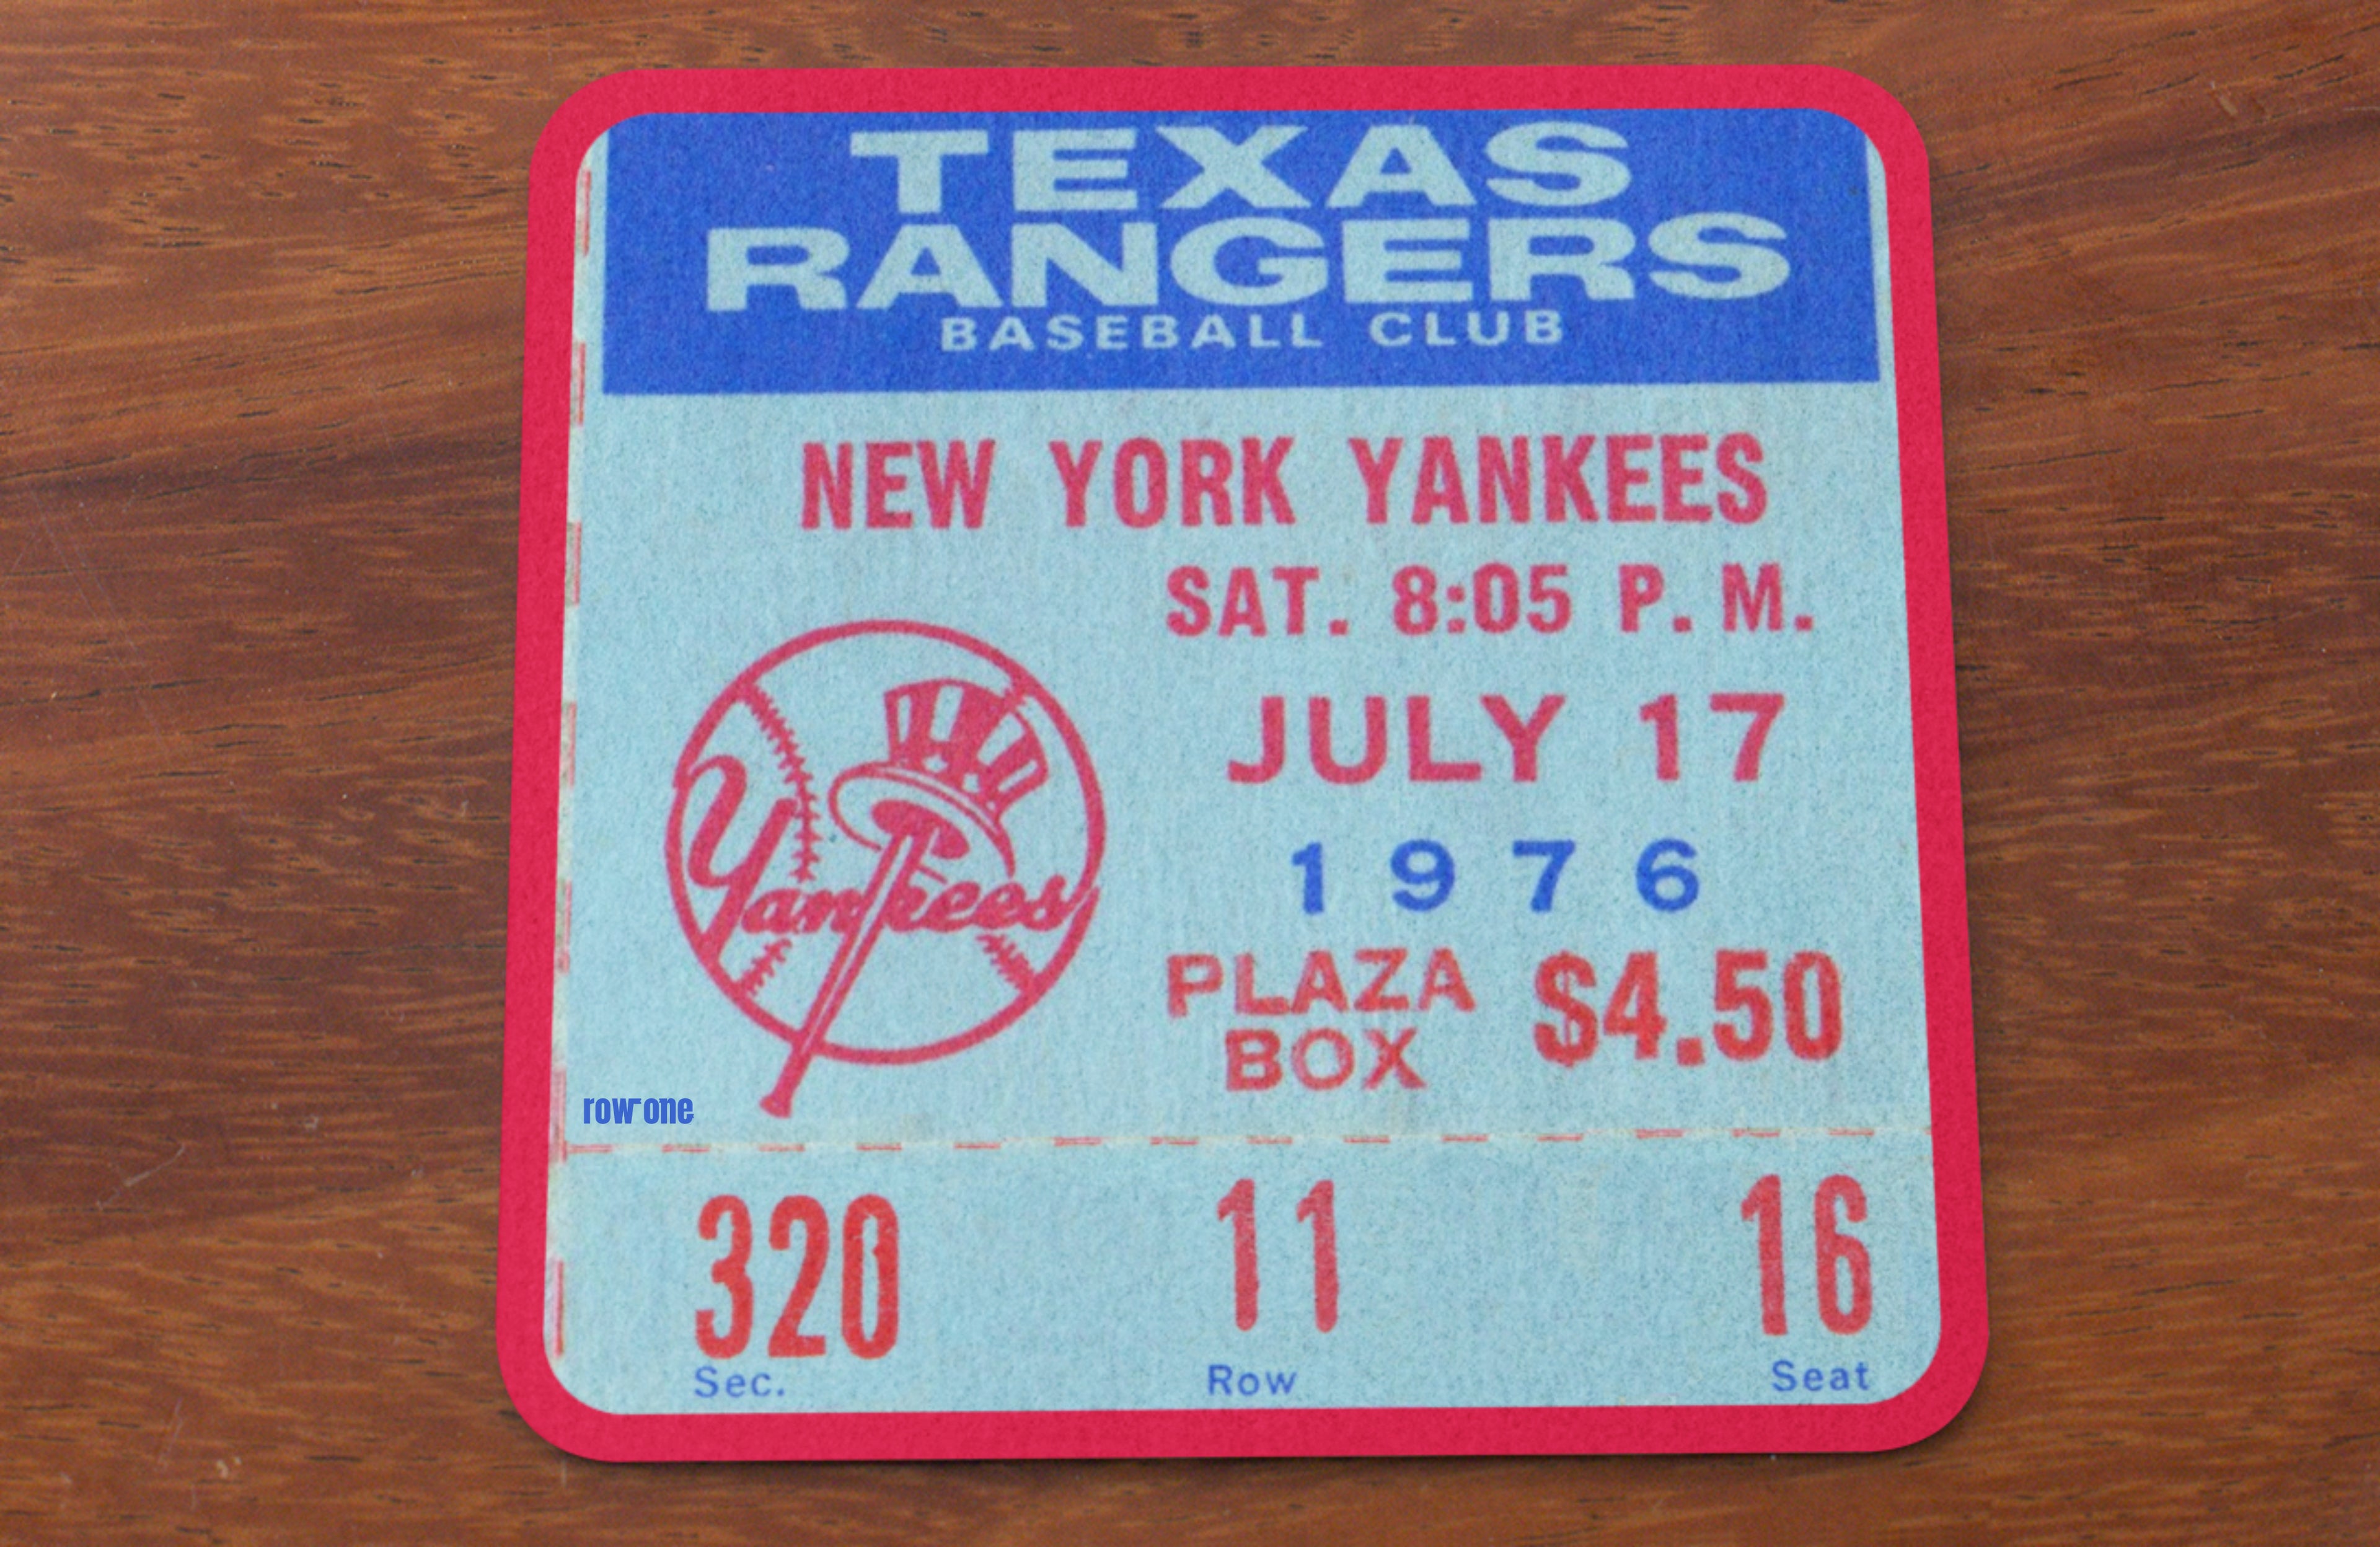 TEXAS
RANGERS
BASEBALL CLUB
NEW YORK YANKEES
SAT. 8:05 P. M.
JULY 17
1976
Yankees
PLAZA
BOX
$4.50
row one
320 11 16
Sec. Row Seat